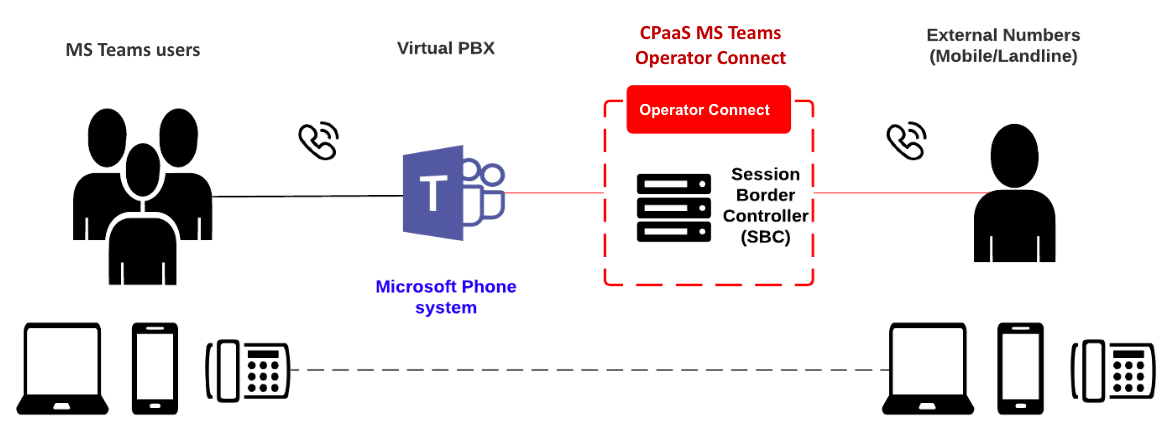 MS Teams users
Virtual PBX
CPaaS MS Teams
Operator Connect
External Numbers
(Mobile/Landline)
Operator Connect
T
Session
Border
Controller
(SBC)
Microsoft Phone
system